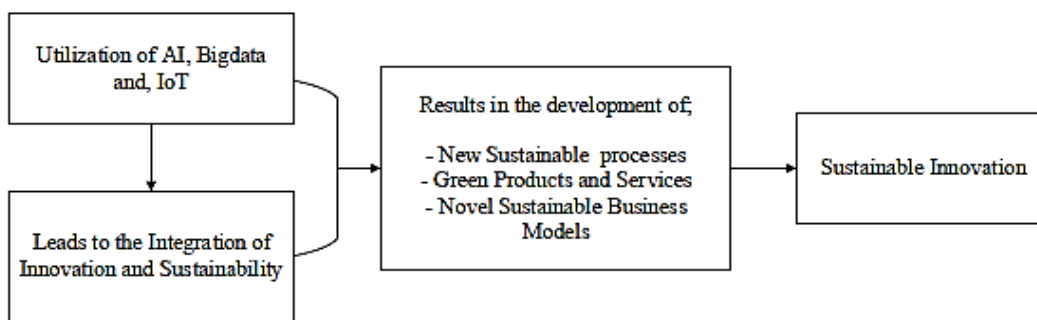 Utilization of AI, Bigdata
and, IoT
Leads to the Integration of
Innovation and Sustainability
Results in the development of;
- New Sustainable processes
- Green Products and Services
- Novel Sustainable Business
Models
Sustainable Innovation